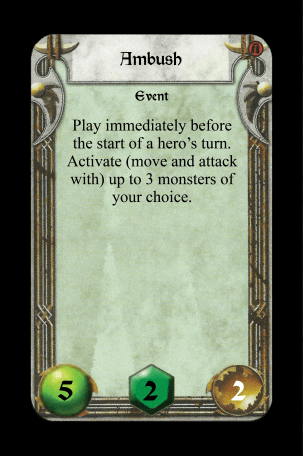 Ambush
Event
Play immediately before
the start of a hero's turn.
Activate (move and attack
with) up to 3 monsters of
your choice.
5
2
2